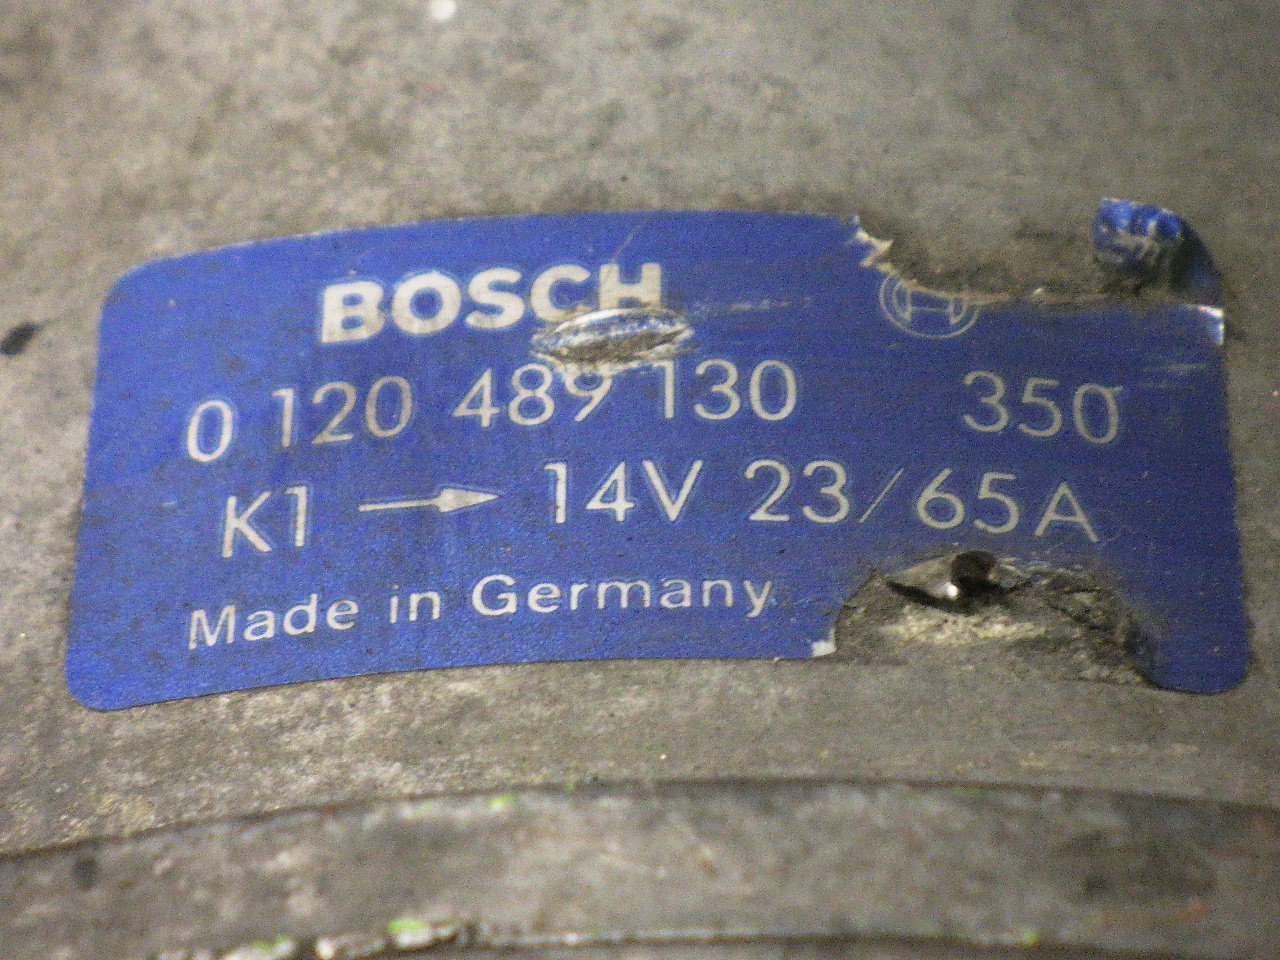 BOSCH
0 120 489 130 350
K1 → 14V 23/65A
Made in Germany